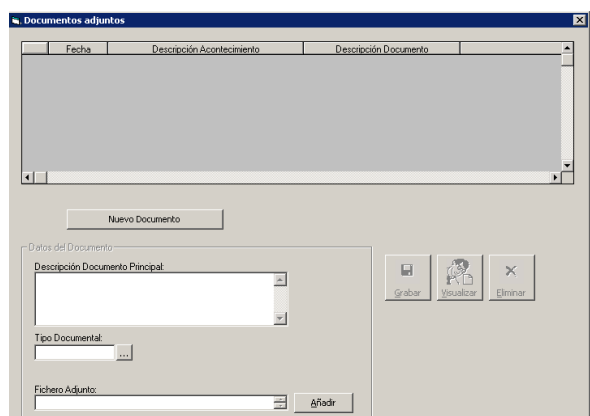 Documentos adjuntos
Fecha Descripción Acontecimiento Descripción Documento
Nuevo Documento
Datos del Documento
Descripción Documento Principal:
Grabar Visualizar Eliminar
Tipo Documental:
...
Fichero Adjunto:
Añadir